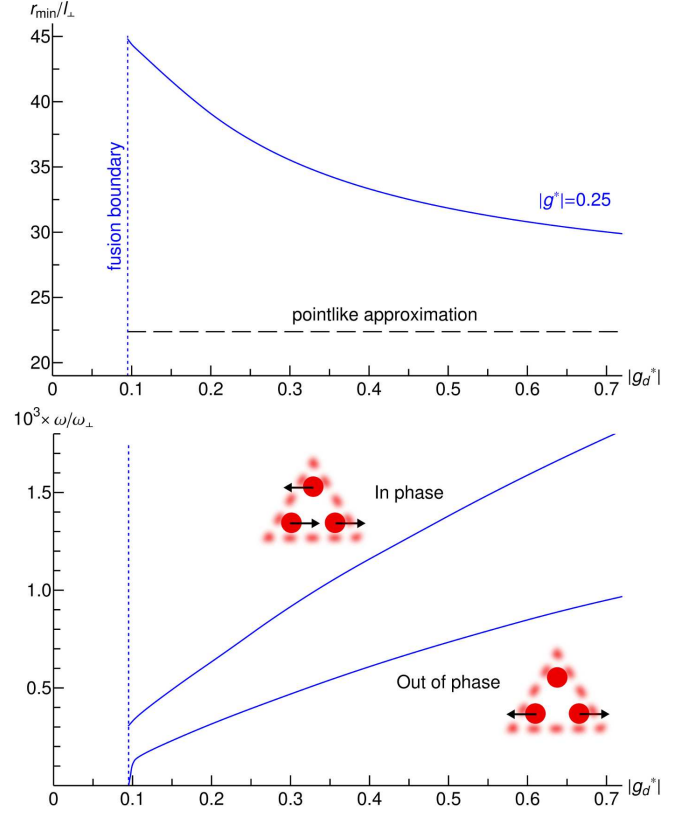 r_min/l_⊥
45
40
35
30
25
20
fusion boundary
|g*|=0.25
pointlike approximation
0 0.1 0.2 0.3 0.4 0.5 0.6 0.7 |g_d*|
10³× ω/ω_⊥
1.5
1.0
0.5
In phase
Out of phase
0 0.1 0.2 0.3 0.4 0.5 0.6 0.7 |g_d*|